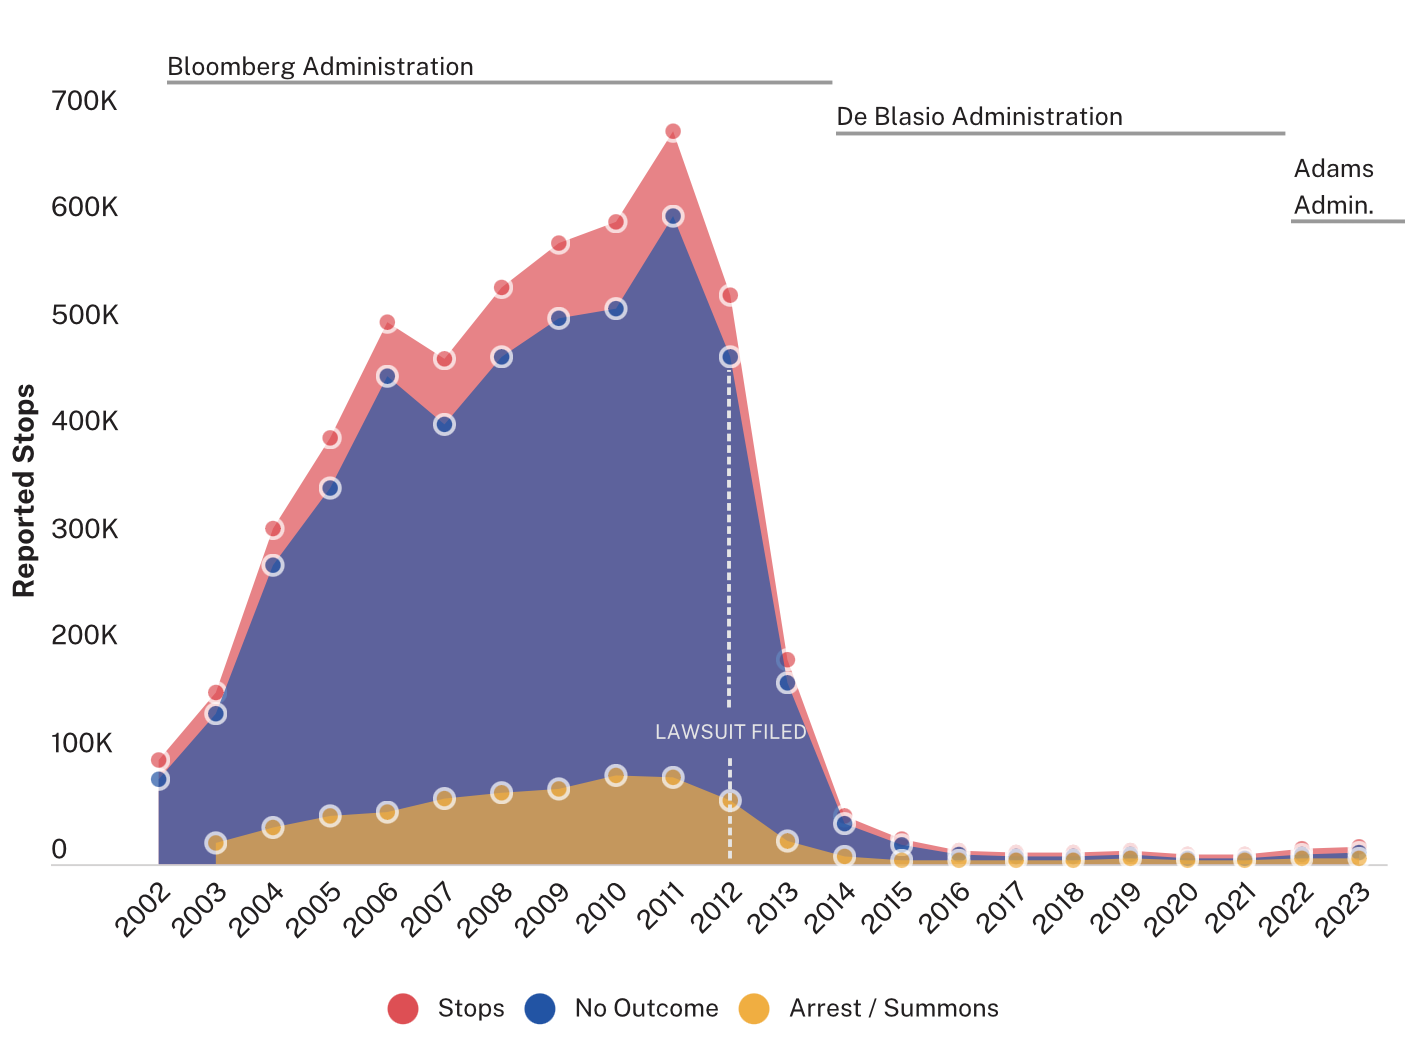 Bloomberg Administration
De Blasio Administration
Adams
Admin.
700K
600K
500K
400K
300K
200K
100K
0
Reported Stops
LAWSUIT FILED
2002
2003
2004
2005
2006
2007
2008
2009
2010
2011
2012
2013
2014
2015
2016
2017
2018
2019
2020
2021
2022
2023
Stops
No Outcome
Arrest / Summons